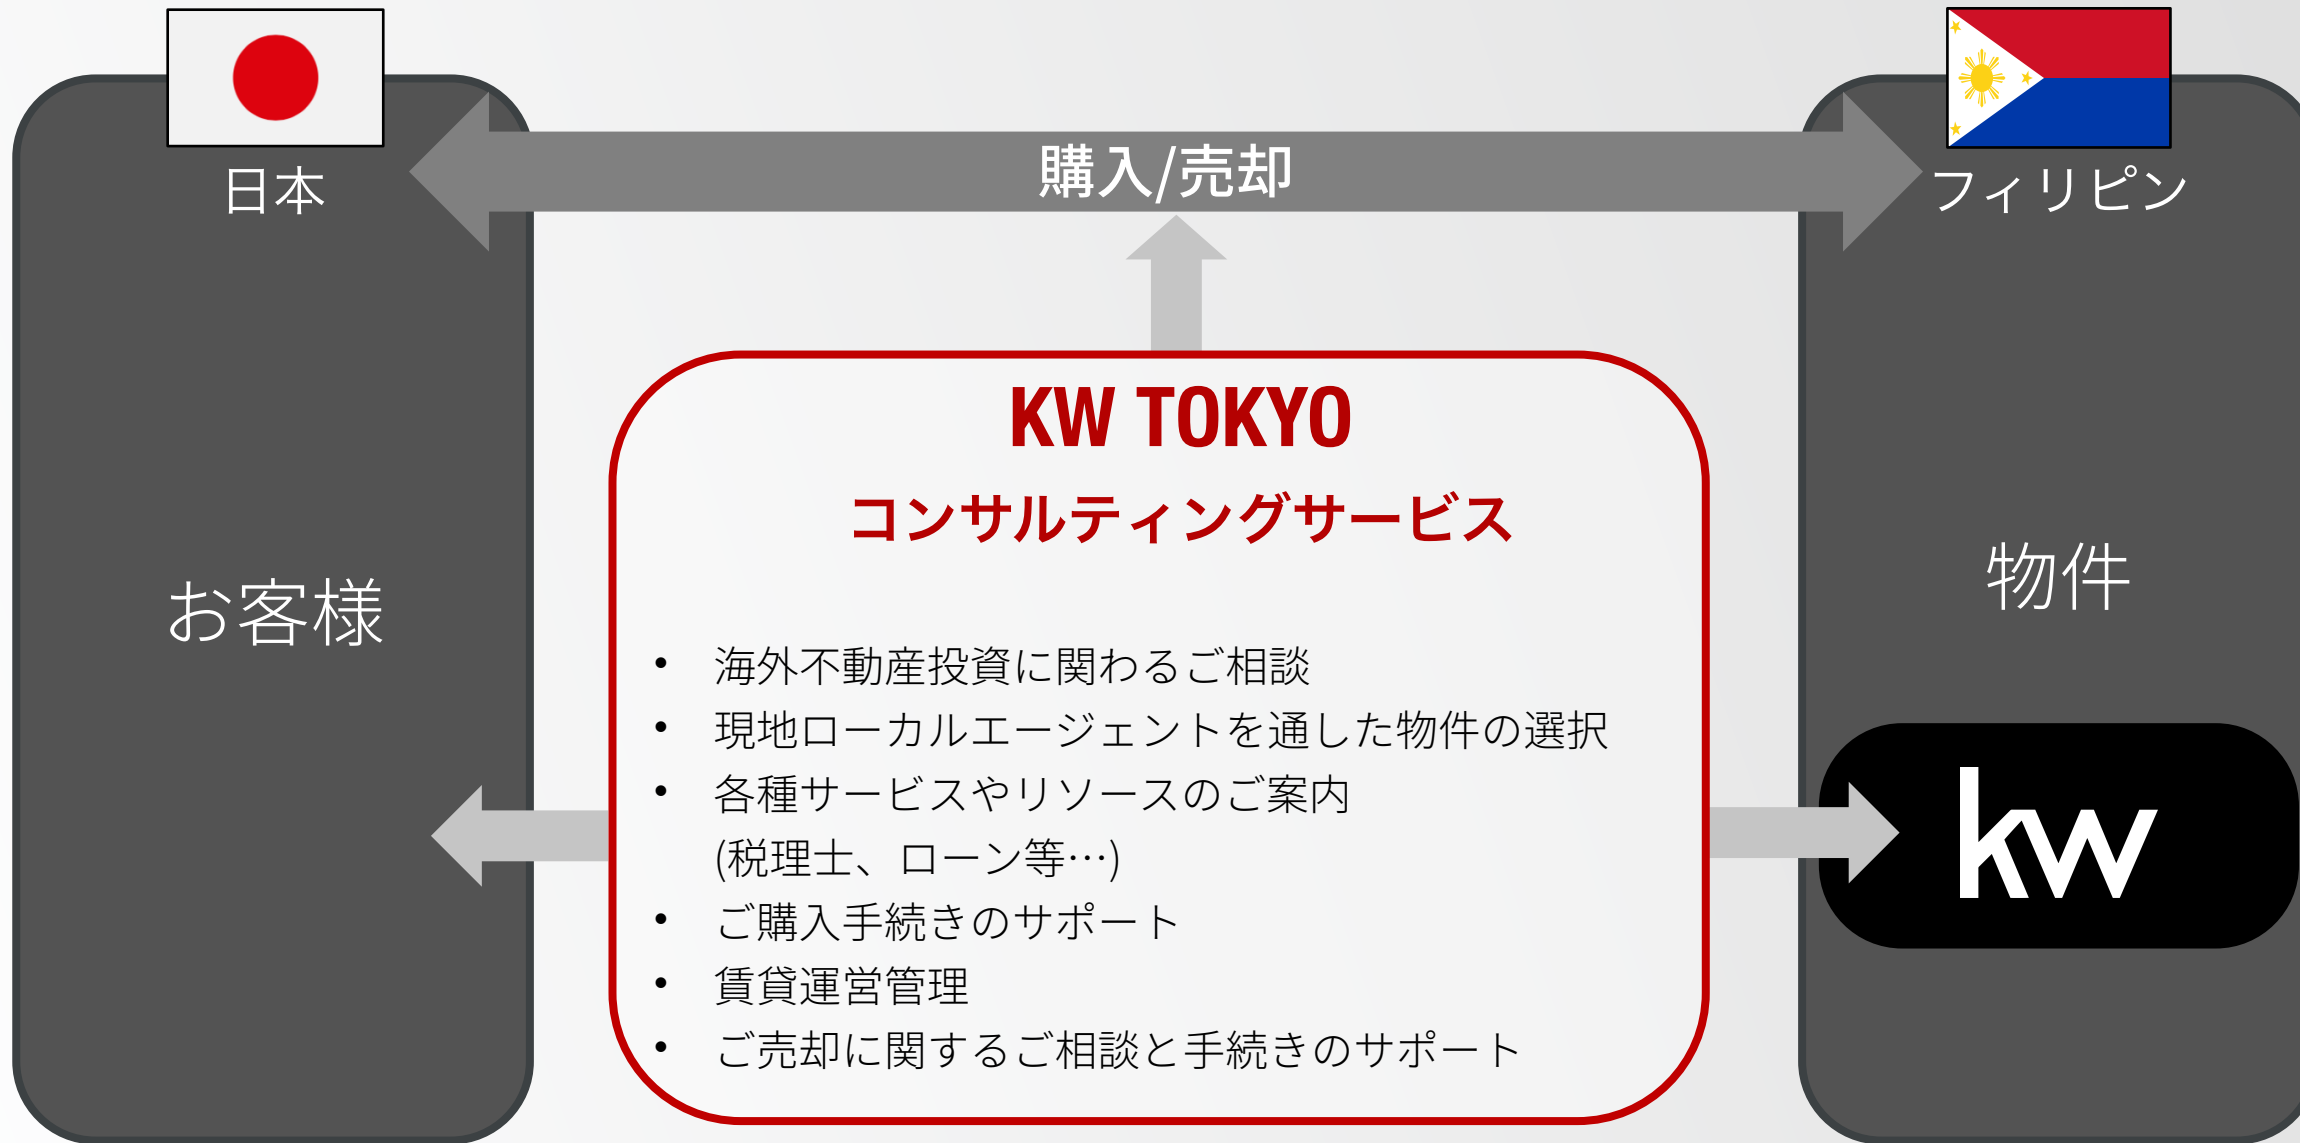 日本
購入/売却
フィリピン
お客様
KW TOKYO
コンサルティングサービス
• 海外不動産投資に関わるご相談
• 現地ローカルエージェントを通した物件の選択
• 各種サービスやリソースのご案内
(税理士、ローン等…)
• ご購入手続きのサポート
• 賃貸運営管理
• ご売却に関するご相談と手続きのサポート
物件
kw